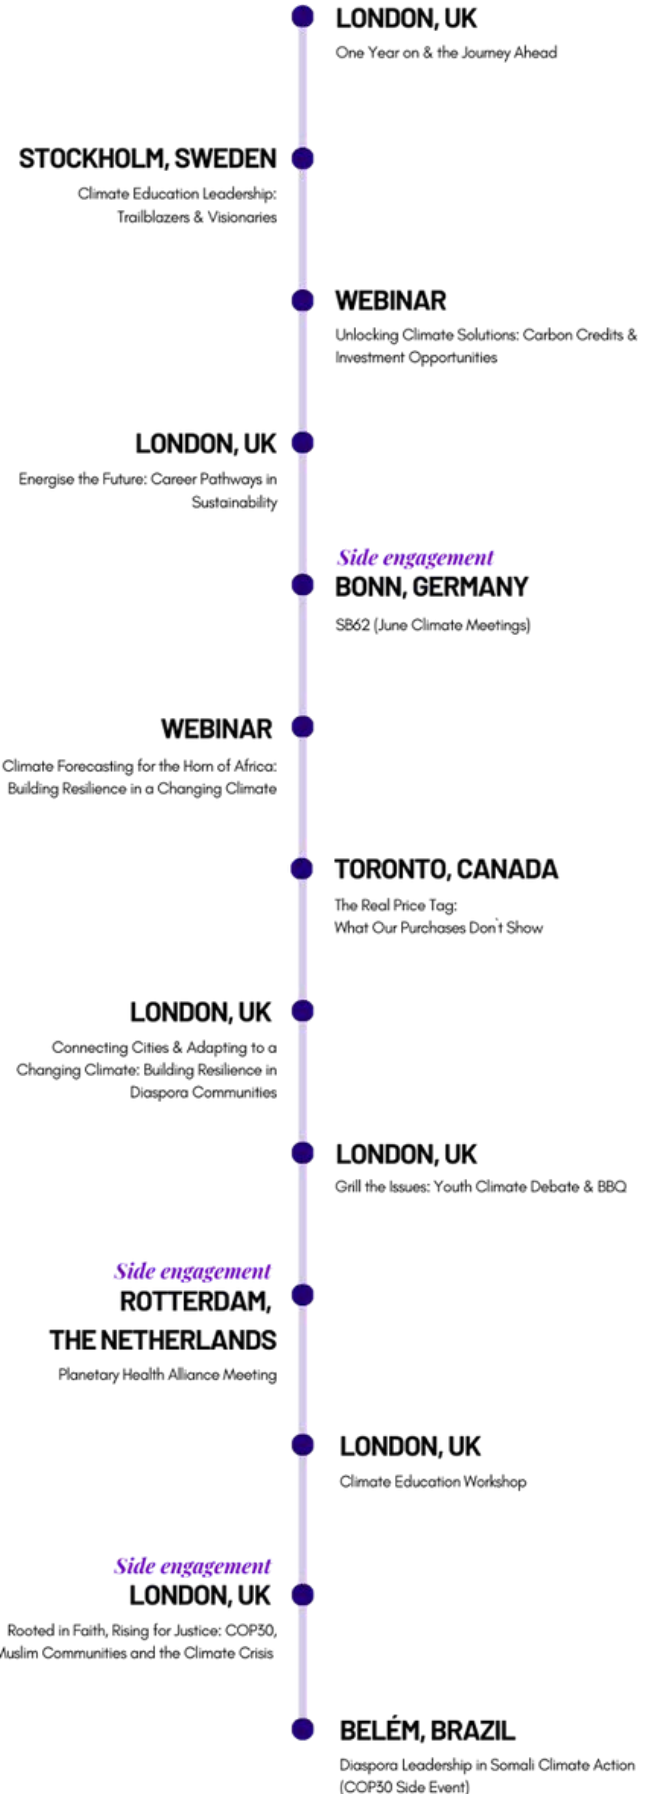 LONDON, UK
One Year on & the Journey Ahead
STOCKHOLM, SWEDEN
Climate Education Leadership:
Trailblazers & Visionaries
WEBINAR
Unlocking Climate Solutions: Carbon Credits &
Investment Opportunities
LONDON, UK
Energise the Future: Career Pathways in
Sustainability
Side engagement
BONN, GERMANY
SB62 (June Climate Meetings)
WEBINAR
Climate Forecasting for the Horn of Africa:
Building Resilience in a Changing Climate
TORONTO, CANADA
The Real Price Tag:
What Our Purchases Don't Show
LONDON, UK
Connecting Cities & Adapting to a
Changing Climate: Building Resilience in
Diaspora Communities
LONDON, UK
Grill the Issues: Youth Climate Debate & BBQ
Side engagement
ROTTERDAM,
THE NETHERLANDS
Planetary Health Alliance Meeting
LONDON, UK
Climate Education Workshop
Side engagement
LONDON, UK
Rooted in Faith, Rising for Justice: COP30,
Muslim Communities and the Climate Crisis
BELÉM, BRAZIL
Diaspora Leadership in Somali Climate Action
(COP30 Side Event)